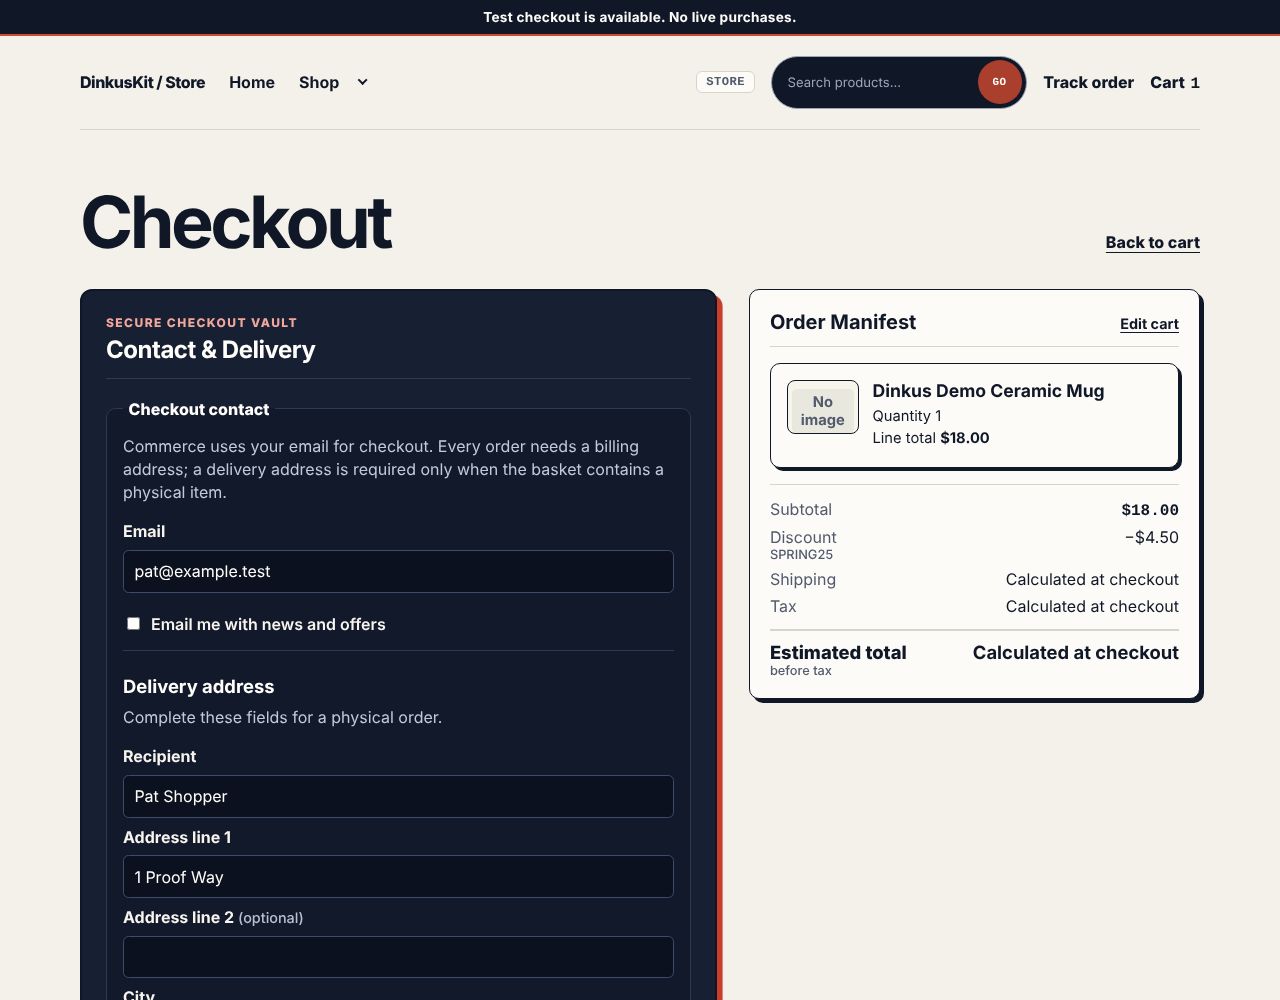 Test checkout is available. No live purchases.
DinkusKit / Store Home Shop STORE Search products... GO Track order Cart 1
Checkout
Back to cart
SECURE CHECKOUT VAULT
Contact & Delivery
Checkout contact
Commerce uses your email for checkout. Every order needs a billing
address; a delivery address is required only when the basket contains a
physical item.
Email
pat@example.test
Email me with news and offers
Delivery address
Complete these fields for a physical order.
Recipient
Pat Shopper
Address line 1
1 Proof Way
Address line 2 (optional)
City
Order Manifest Edit cart
No
image
Dinkus Demo Ceramic Mug
Quantity 1
Line total $18.00
Subtotal $18.00
Discount −$4.50
SPRING25
Shipping Calculated at checkout
Tax Calculated at checkout
Estimated total Calculated at checkout
before tax